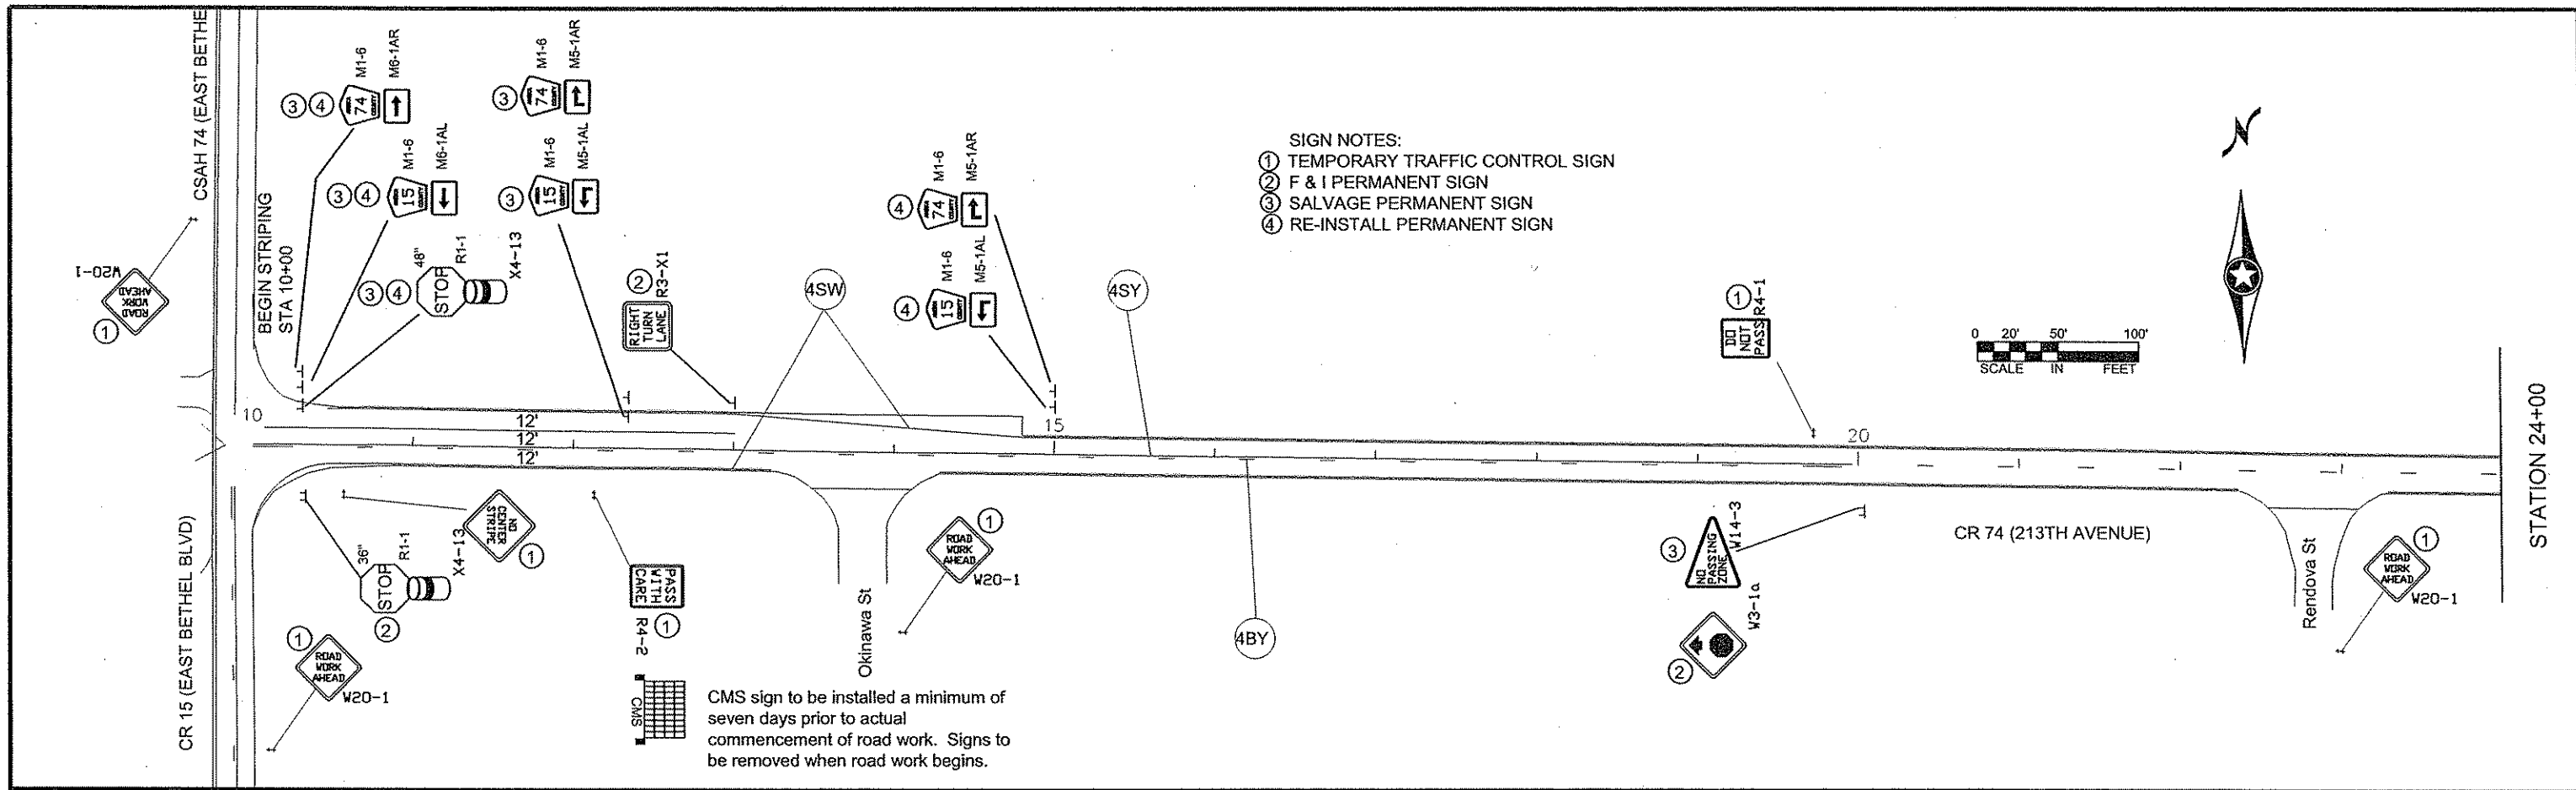 CSAH 74 (EAST BETHE
CR 15 (EAST BETHEL BLVD)
BEGIN STRIPING
STA 10+00
W20-1
ROAD
WORK
AHEAD
1
3 4
74
COUNTY
M1-6
M6-1AR
3 4
15
COUNTY
M1-6
M6-1AL
3 4
48"
STOP
R1-1
X4-13
3
74
COUNTY
M1-6
M5-1AR
3
15
COUNTY
M1-6
M5-1AL
2
RIGHT
TURN
LANE
R3-X1
4SW
4
74
COUNTY
M1-6
M5-1AR
4
15
COUNTY
M1-6
M5-1AL
4SY
SIGN NOTES:
1 TEMPORARY TRAFFIC CONTROL SIGN
2 F & I PERMANENT SIGN
3 SALVAGE PERMANENT SIGN
4 RE-INSTALL PERMANENT SIGN
1
DO
NOT
PASS
R4-1
N
0 20' 50' 100'
SCALE IN FEET
10
12'
12'
12'
15
20
STATION 24+00
36"
STOP
R1-1
X4-13
2
NO
CENTER
STRIPE
1
1
ROAD
WORK
AHEAD
W20-1
PASS
WITH
CARE
R4-2
1
CMS
CMS sign to be installed a minimum of
seven days prior to actual
commencement of road work. Signs to
be removed when road work begins.
Okinawa St
1
ROAD
WORK
AHEAD
W20-1
4BY
3
NO
PASSING
ZONE
W14-3
W3-1a
2
CR 74 (213TH AVENUE)
Rendova St
1
ROAD
WORK
AHEAD
W20-1